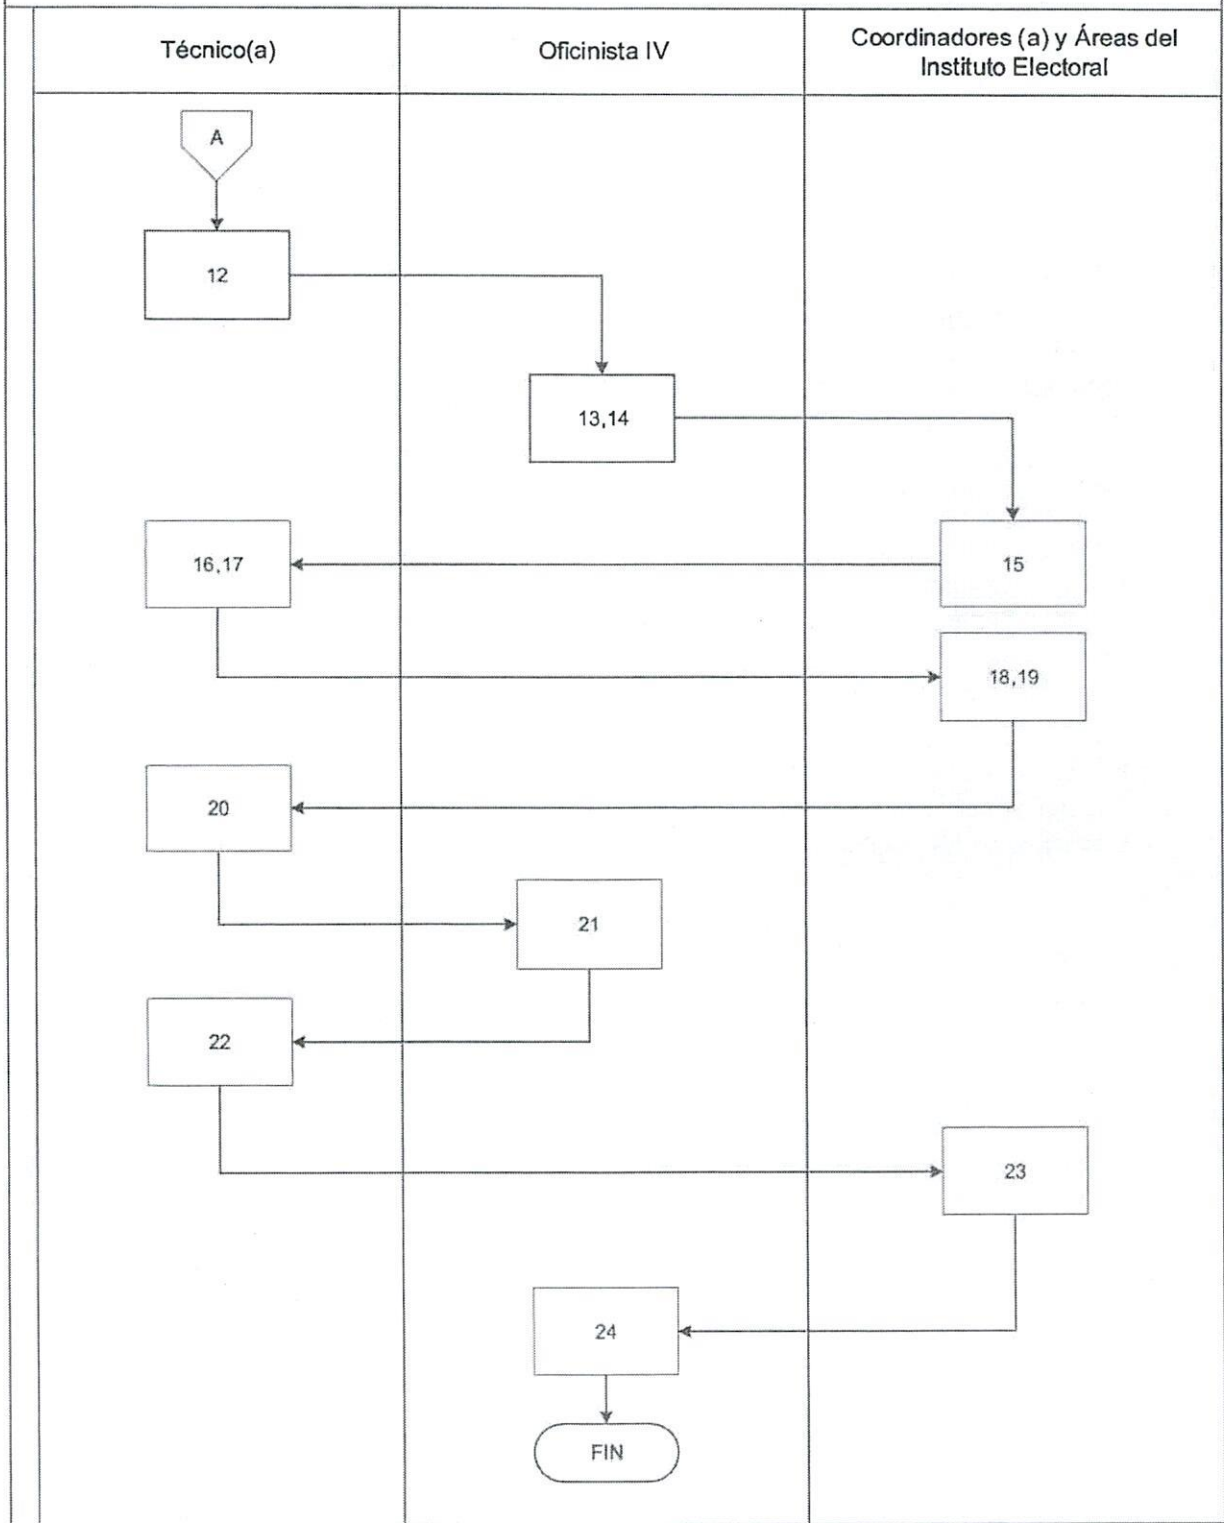 Técnico(a)
Oficinista IV
Coordinadores (a) y Áreas del
Instituto Electoral
A
12
13,14
16,17
15
18,19
20
21
22
23
24
FIN